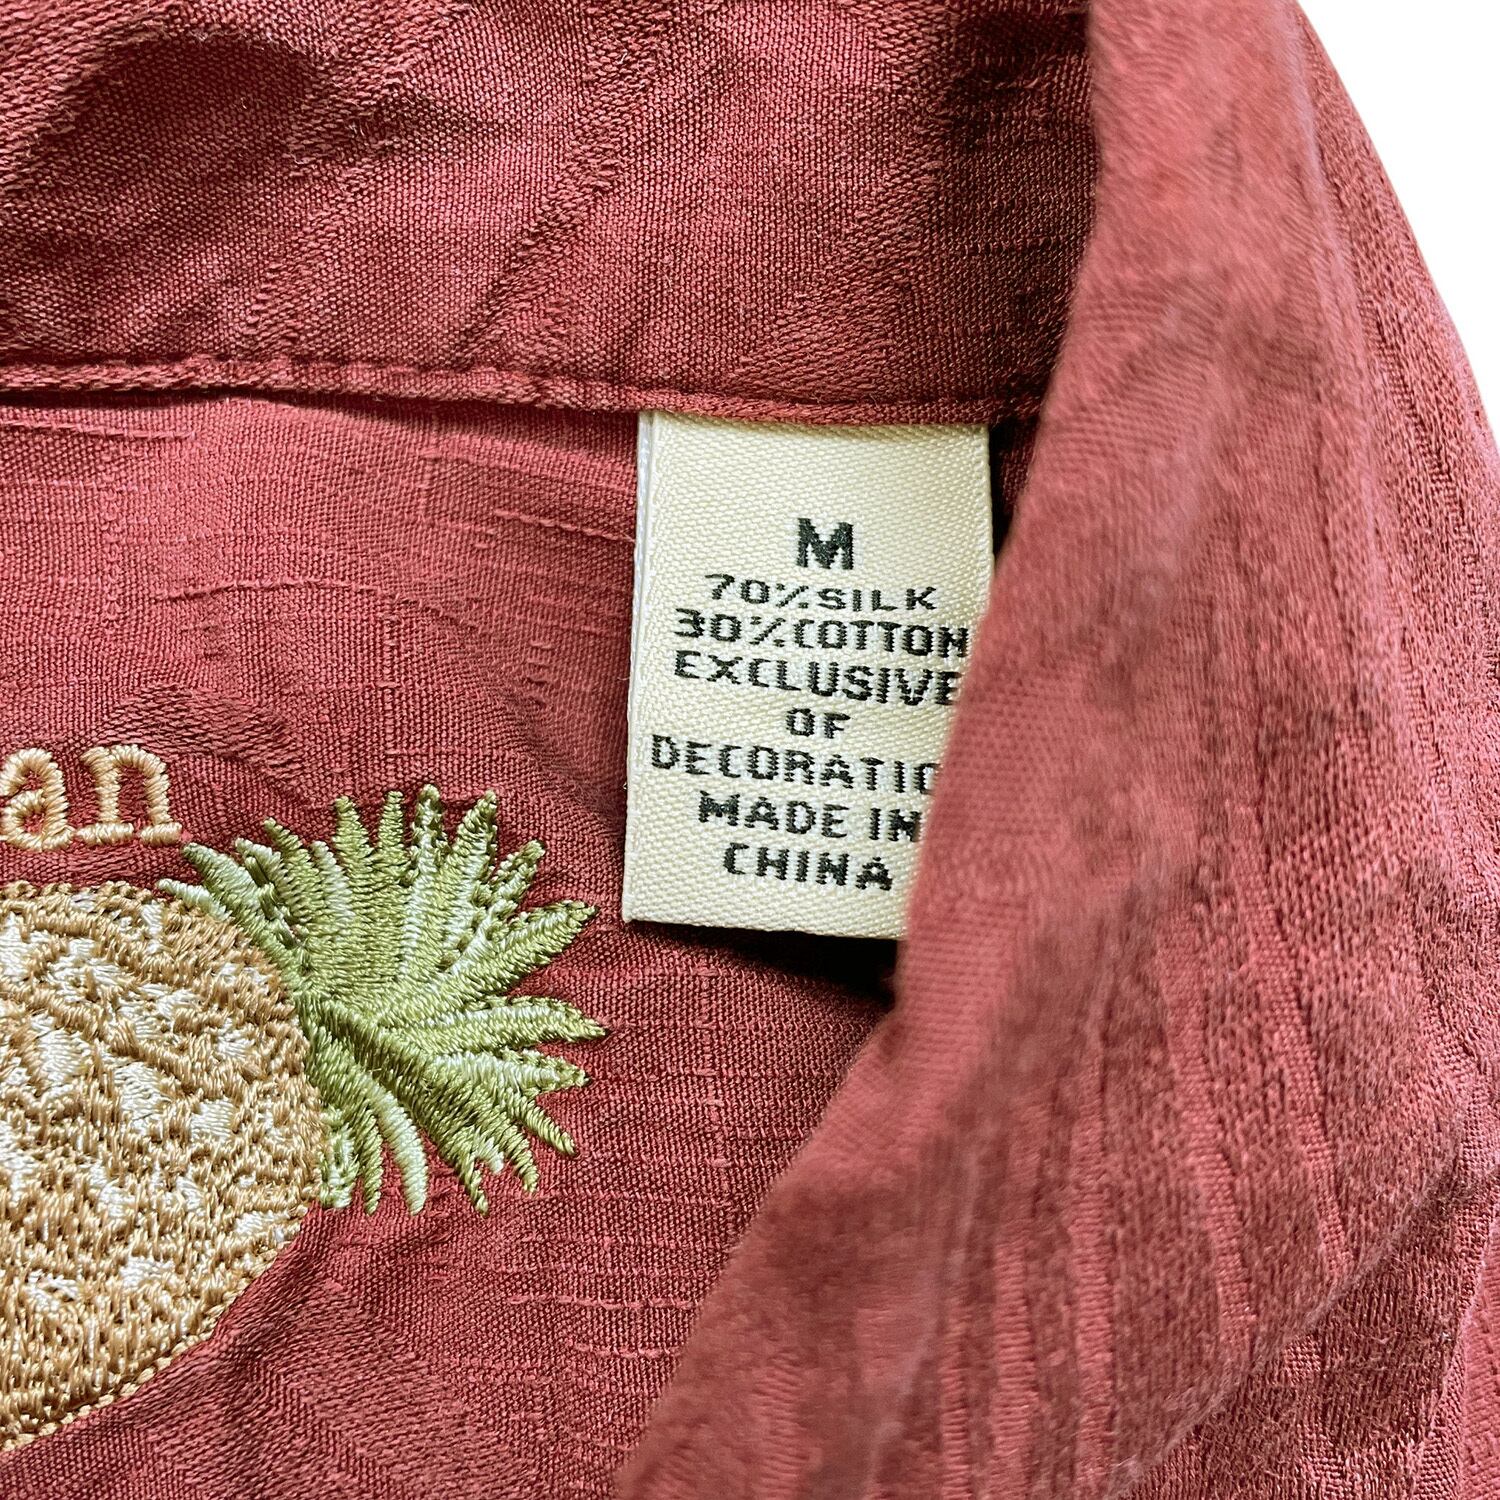 an
M
70%SILK
30%COTTON
EXCLUSIVE
OF
DECORATIO
MADE IN
CHINA